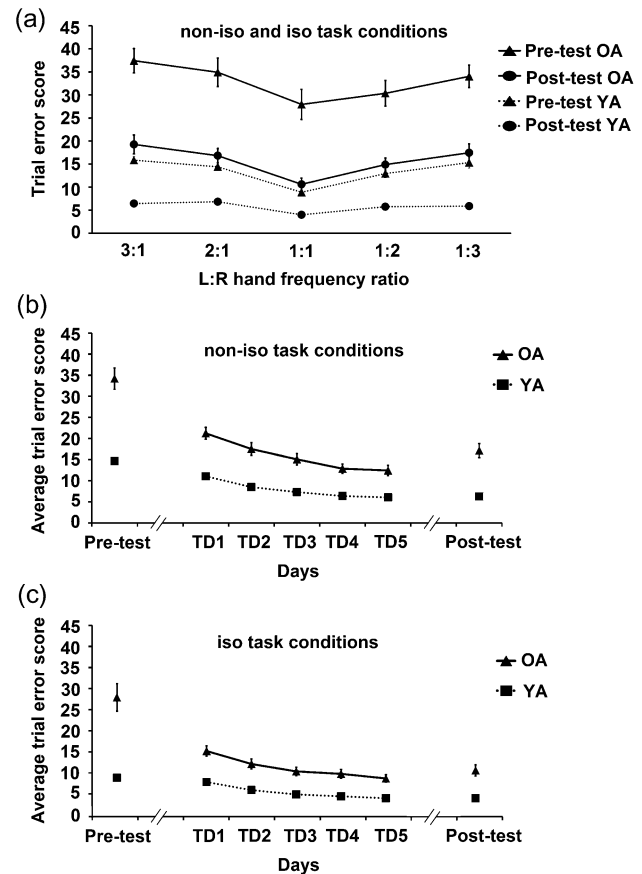 (a)
non-iso and iso task conditions
Trial error score
45
40
35
30
25
20
15
10
5
0
3:1 2:1 1:1 1:2 1:3
L:R hand frequency ratio
Pre-test OA
Post-test OA
Pre-test YA
Post-test YA
(b)
non-iso task conditions
Average trial error score
45
40
35
30
25
20
15
10
5
0
Pre-test TD1 TD2 TD3 TD4 TD5 Post-test
Days
OA
YA
(c)
iso task conditions
Average trial error score
45
40
35
30
25
20
15
10
5
0
Pre-test TD1 TD2 TD3 TD4 TD5 Post-test
Days
OA
YA